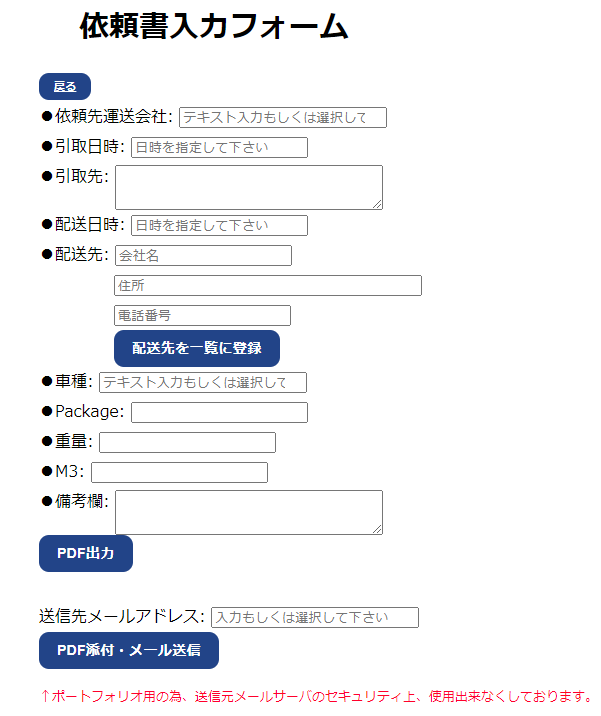 依頼書入力フォーム
戻る
●依頼先運送会社: テキスト入力もしくは選択して
●引取日時: 日時を指定して下さい
●引取先:
●配送日時: 日時を指定して下さい
●配送先: 会社名
住所
電話番号
配送先を一覧に登録
●車種: テキスト入力もしくは選択して
●Package:
●重量:
●M3:
●備考欄:
PDF出力
送信先メールアドレス: 入力もしくは選択して下さい
PDF添付・メール送信
↑ポートフォリオ用の為、送信元メールサーバのセキュリティ上、使用出来なくしております。